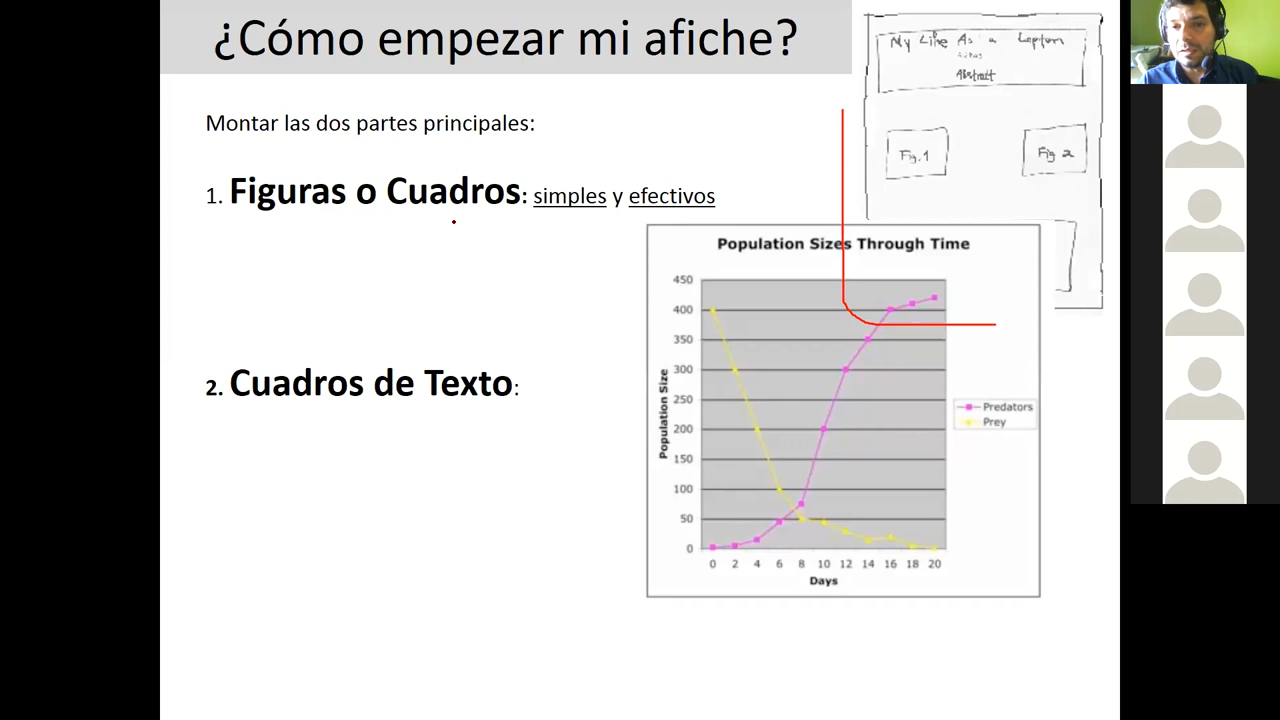 ¿Cómo empezar mi afiche?
My Life As a Lepton
Abstract
Montar las dos partes principales:
Fig.1
Fig 2
1. Figuras o Cuadros: simples y efectivos
Population Sizes Through Time
450
400
350
300
250
200
150
100
50
0
Population Size
0 2 4 6 8 10 12 14 16 18 20
Days
Predators
Prey
2. Cuadros de Texto: